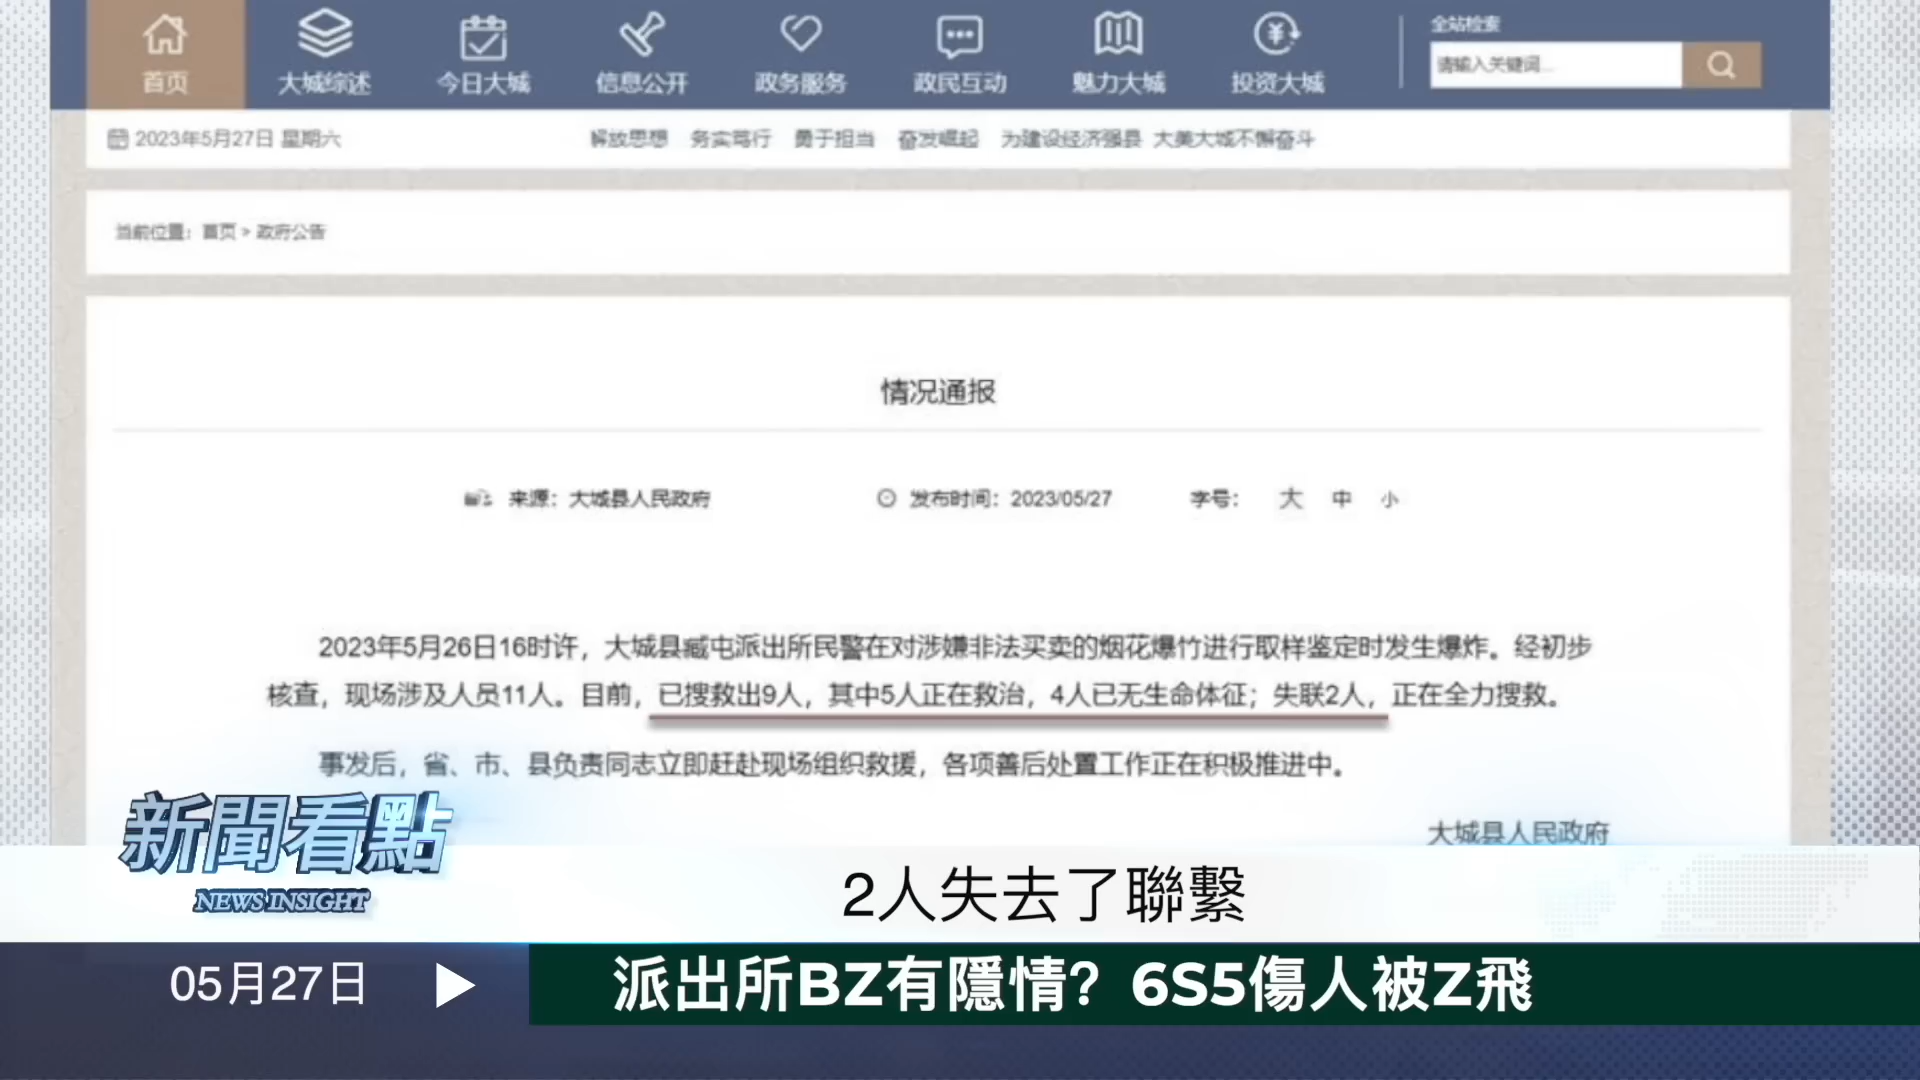 首页
大城综述
今日大城
信息公开
政务服务
政民互动
魅力大城
投资大城
全站检索
请输入关键词...
2023年5月27日 星期六
解放思想 务实笃行 勇于担当 奋发崛起 为建设经济强县 大美大城不懈奋斗
当前位置：首页 > 政府公告
情况通报
来源：大城县人民政府
发布时间：2023/05/27
字号： 大 中 小
2023年5月26日16时许，大城县臧屯派出所民警在对涉嫌非法买卖的烟花爆竹进行取样鉴定时发生爆炸。经初步
核查，现场涉及人员11人。目前，已搜救出9人，其中5人正在救治，4人已无生命体征；失联2人，正在全力搜救。
事发后，省、市、县负责同志立即赶赴现场组织救援，各项善后处置工作正在积极推进中。
大城县人民政府
新聞看點
NEWS INSIGHT
2人失去了聯繫
05月27日
派出所BZ有隱情？6S5傷人被Z飛